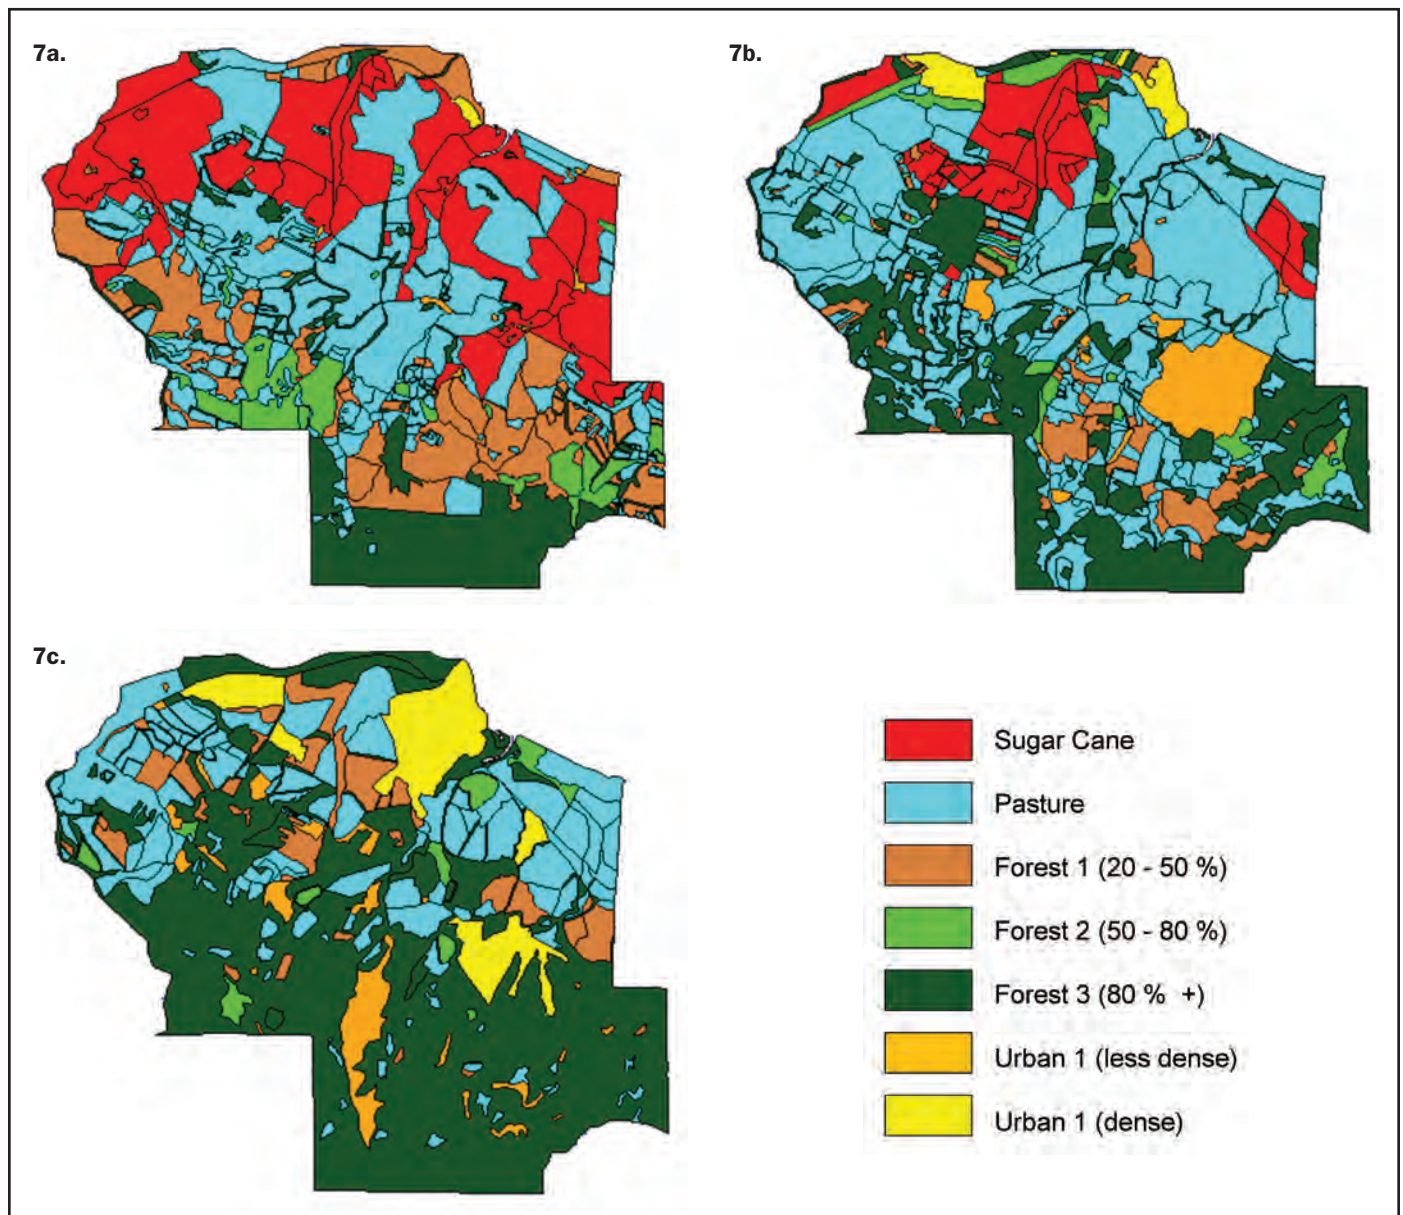 7a.
7b.
7c.
Sugar Cane
Pasture
Forest 1 (20 - 50 %)
Forest 2 (50 - 80 %)
Forest 3 (80 % +)
Urban 1 (less dense)
Urban 1 (dense)